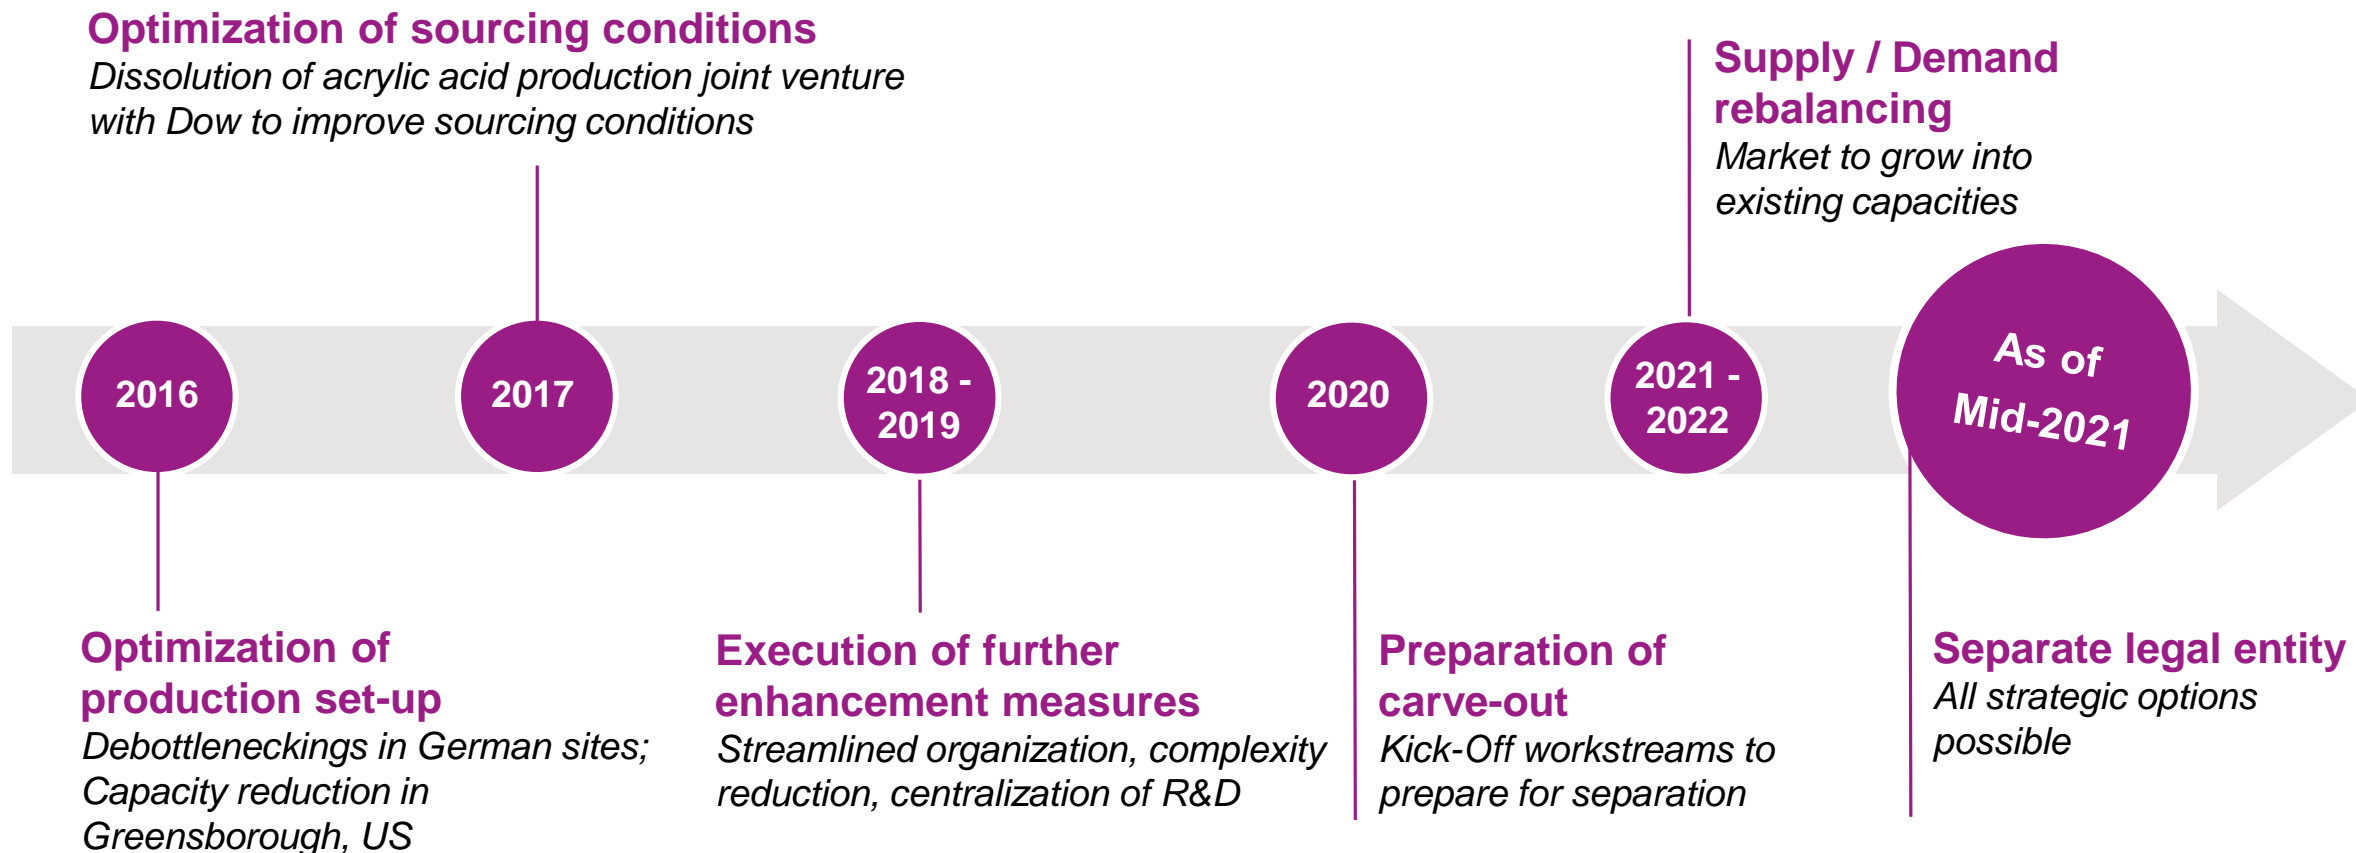 Optimization of sourcing conditions
Dissolution of acrylic acid production joint venture
with Dow to improve sourcing conditions
Supply / Demand
rebalancing
Market to grow into
existing capacities
2016
2017
2018 -
2019
2020
2021 -
2022
As of
Mid-2021
Optimization of
production set-up
Debottleneckings in German sites;
Capacity reduction in
Greensborough, US
Execution of further
enhancement measures
Streamlined organization, complexity
reduction, centralization of R&D
Preparation of
carve-out
Kick-Off workstreams to
prepare for separation
Separate legal entity
All strategic options
possible